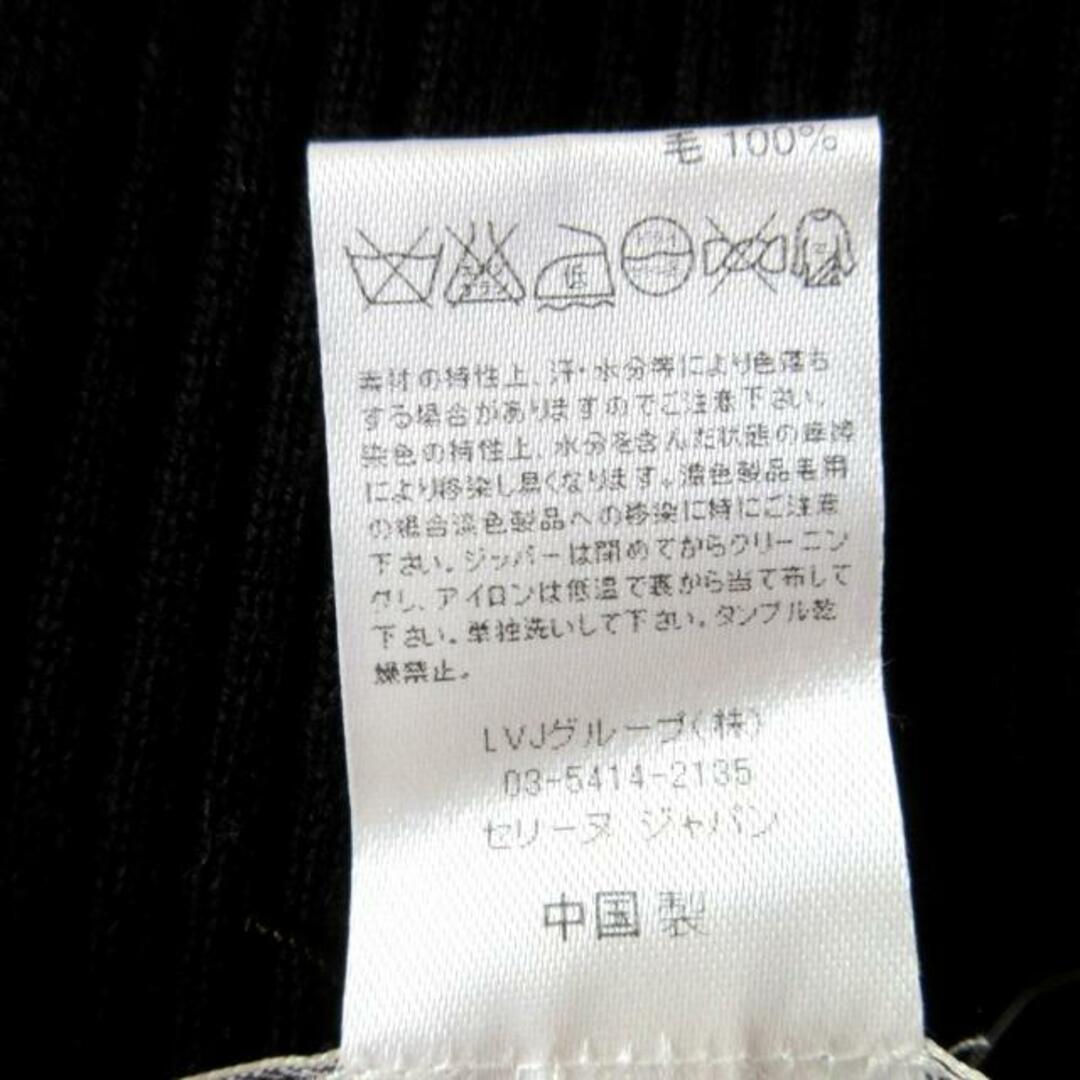 毛 100%
低
素材の特性上、汗・水分等により色落ち
する場合がありますのでご注意下さい。
染色の特性上、水分を含んだ状態の摩擦
により移染し易くなります。濃色製品着用
の場合淡色製品への移染に特にご注意
下さい。ジッパーは閉めてからクリーニン
グし、アイロンは低温で裏から当て布して
下さい。単独洗いして下さい。タンブル乾
燥禁止。
LVJグループ(株)
03-5414-2135
セリーヌ ジャパン
中国製